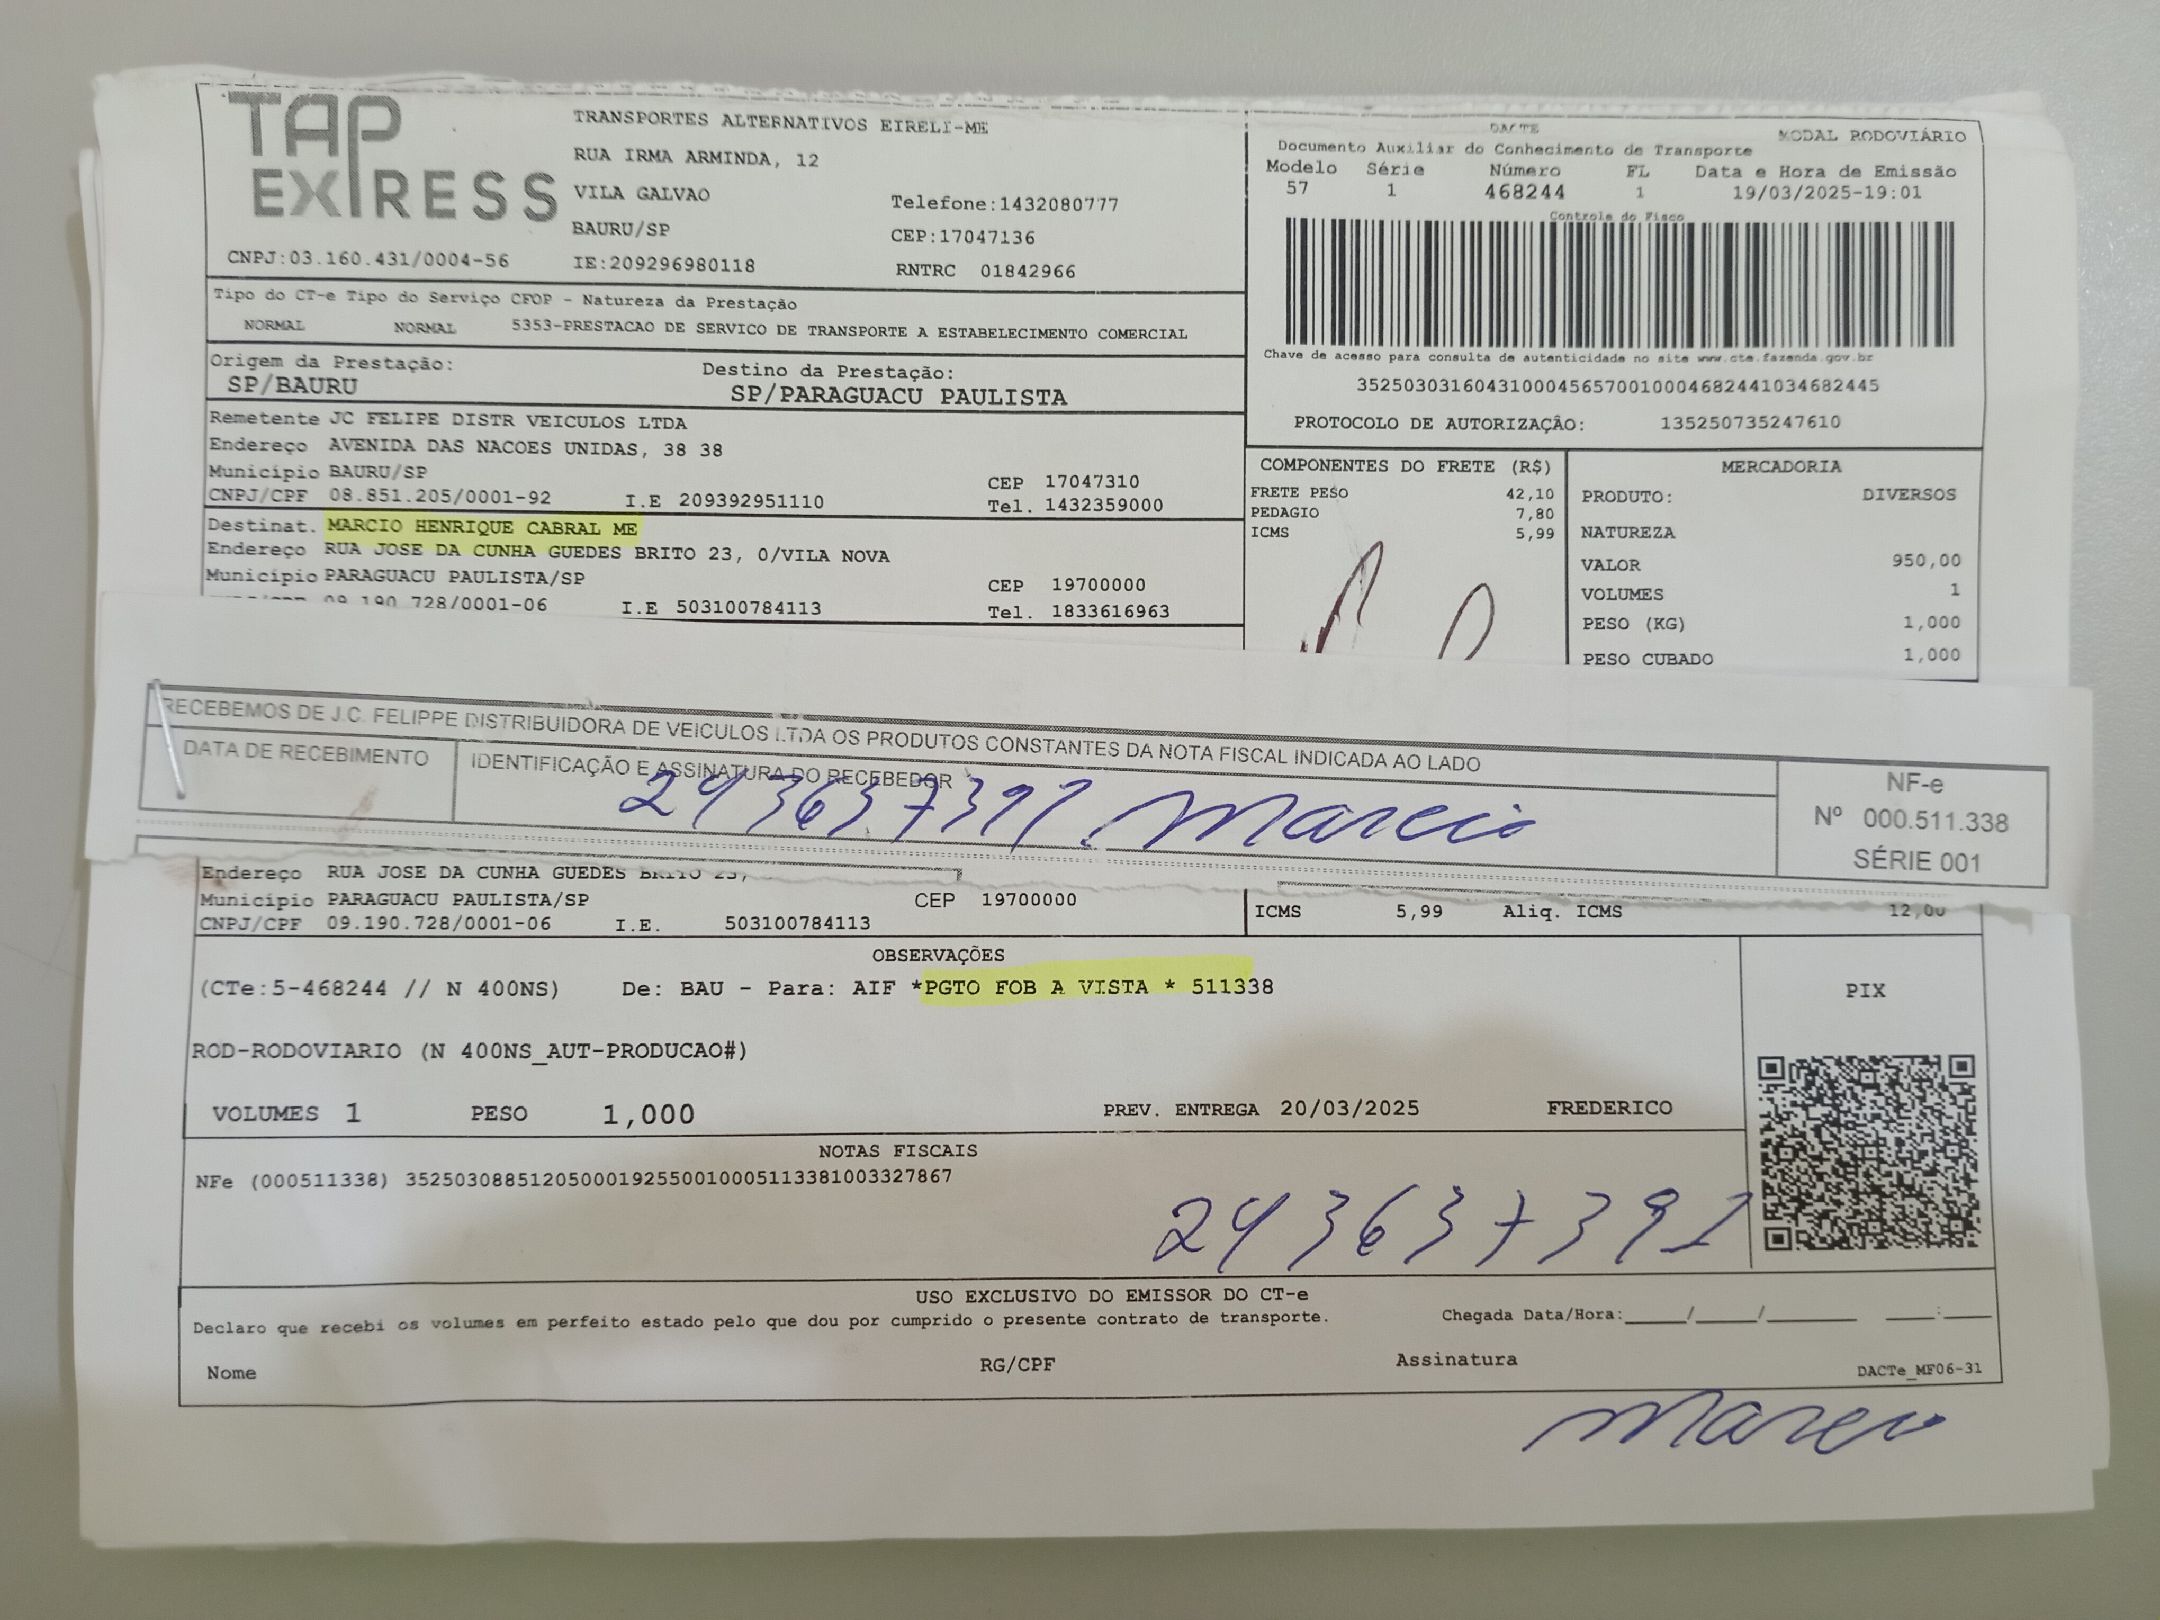 TAP EXPRESS
TRANSPORTES ALTERNATIVOS EIRELI-ME
RUA IRMA ARMINDA, 12
VILA GALVAO
Telefone:1432080777
BAURU/SP
CEP:17047136
CNPJ:03.160.431/0004-56 IE:209296980118 RNTRC 01842966
DACTE MODAL RODOVIÁRIO
Documento Auxiliar do Conhecimento de Transporte
Modelo Série Número FL Data e Hora de Emissão
57 1 468244 1 19/03/2025-19:01
Controle do Fisco
Chave de acesso para consulta de autenticidade no site www.cte.fazenda.gov.br
35250303160431000456570010004682441034682445
PROTOCOLO DE AUTORIZAÇÃO: 135250735247610
Tipo do CT-e Tipo do Serviço CFOP - Natureza da Prestação
NORMAL NORMAL 5353-PRESTACAO DE SERVICO DE TRANSPORTE A ESTABELECIMENTO COMERCIAL
Origem da Prestação: Destino da Prestação:
SP/BAURU SP/PARAGUACU PAULISTA
Remetente JC FELIPE DISTR VEICULOS LTDA
Endereço AVENIDA DAS NACOES UNIDAS, 38 38
Município BAURU/SP CEP 17047310
CNPJ/CPF 08.851.205/0001-92 I.E 209392951110 Tel. 1432359000
Destinat. MARCIO HENRIQUE CABRAL ME
Endereço RUA JOSE DA CUNHA GUEDES BRITO 23, 0/VILA NOVA
Município PARAGUACU PAULISTA/SP CEP 19700000
09.190.728/0001-06 I.E 503100784113 Tel. 1833616963
COMPONENTES DO FRETE (R$)
FRETE PESO 42,10
PEDAGIO 7,80
ICMS 5,99
MERCADORIA
PRODUTO: DIVERSOS
NATUREZA
VALOR 950,00
VOLUMES 1
PESO (KG) 1,000
PESO CUBADO 1,000
RECEBEMOS DE J.C. FELIPPE DISTRIBUIDORA DE VEICULOS LTDA OS PRODUTOS CONSTANTES DA NOTA FISCAL INDICADA AO LADO
DATA DE RECEBIMENTO IDENTIFICAÇÃO E ASSINATURA DO RECEBEDOR
243637391 Marcio
NF-e
Nº 000.511.338
SÉRIE 001
Endereço RUA JOSE DA CUNHA GUEDES BRITO 23,
Município PARAGUACU PAULISTA/SP CEP 19700000
CNPJ/CPF 09.190.728/0001-06 I.E. 503100784113
ICMS 5,99 Aliq. ICMS 12,00
OBSERVAÇÕES
(CTe:5-468244 // N 400NS) De: BAU - Para: AIF *PGTO FOB A VISTA * 511338
ROD-RODOVIARIO (N 400NS_AUT-PRODUCAO#)
VOLUMES 1 PESO 1,000 PREV. ENTREGA 20/03/2025 FREDERICO
PIX
NOTAS FISCAIS
NFe (000511338) 35250308851205000192550010005113381003327867
243637391
USO EXCLUSIVO DO EMISSOR DO CT-e
Declaro que recebi os volumes em perfeito estado pelo que dou por cumprido o presente contrato de transporte. Chegada Data/Hora:____/____/______ ____:____
Nome RG/CPF Assinatura DACTe_MF06-31
Marcio